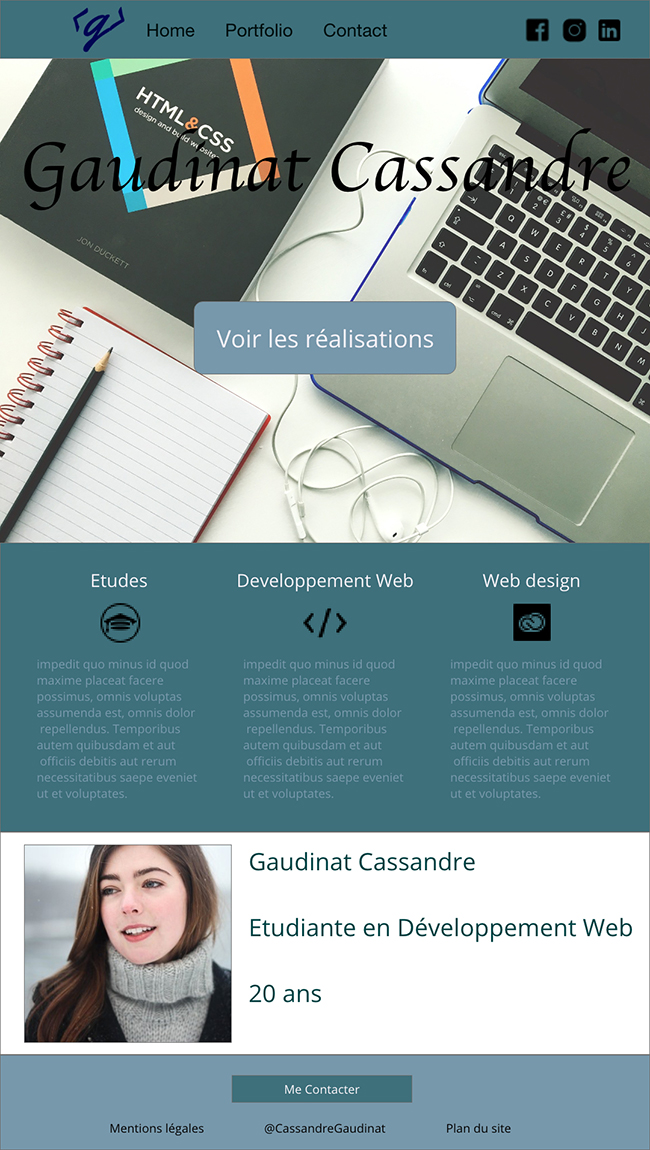 <g/>
Home Portfolio Contact
HTML&CSS
design and build websites
JON DUCKETT
Gaudinat Cassandre
Voir les réalisations
Etudes
impedit quo minus id quod
maxime placeat facere
possimus, omnis voluptas
assumenda est, omnis dolor
repellendus. Temporibus
autem quibusdam et aut
officiis debitis aut rerum
necessitatibus saepe eveniet
ut et voluptates.
Developpement Web
</>
impedit quo minus id quod
maxime placeat facere
possimus, omnis voluptas
assumenda est, omnis dolor
repellendus. Temporibus
autem quibusdam et aut
officiis debitis aut rerum
necessitatibus saepe eveniet
ut et voluptates.
Web design
impedit quo minus id quod
maxime placeat facere
possimus, omnis voluptas
assumenda est, omnis dolor
repellendus. Temporibus
autem quibusdam et aut
officiis debitis aut rerum
necessitatibus saepe eveniet
ut et voluptates.
Gaudinat Cassandre
Etudiante en Développement Web
20 ans
Me Contacter
Mentions légales @CassandreGaudinat Plan du site